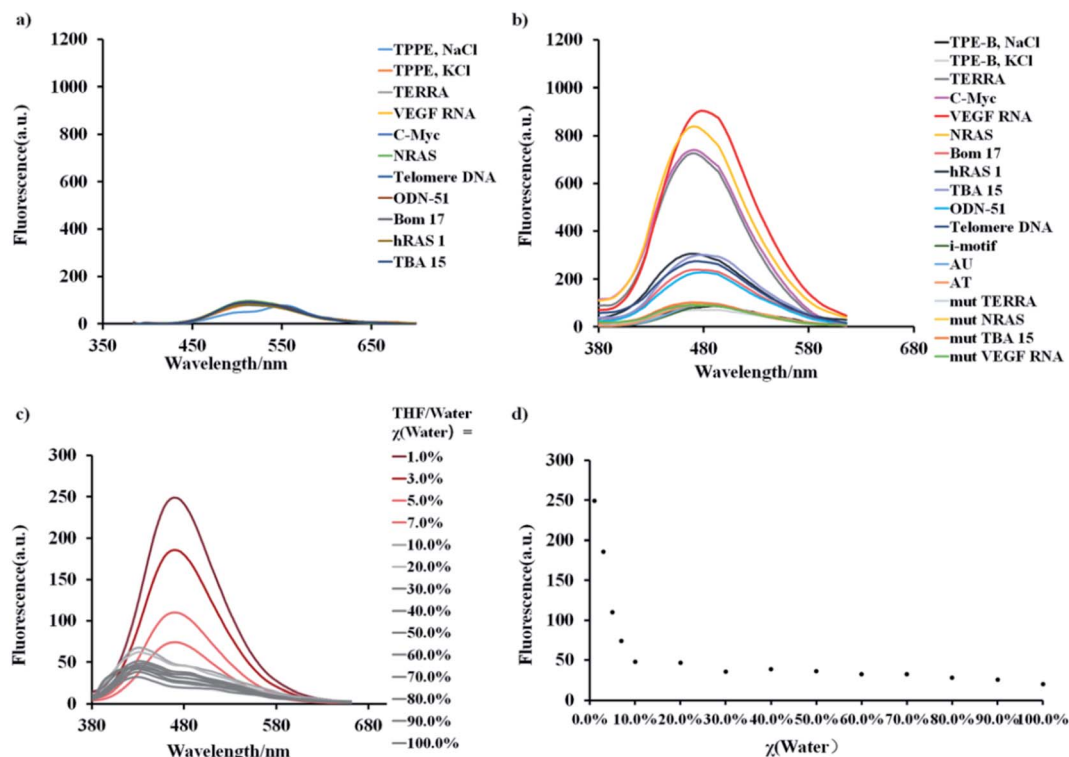 a)
1200
1000
800
600
400
200
0
Fluorescence(a.u.)
350
450
550
650
Wavelength/nm
TPPE, NaCl
TPPE, KCl
TERRA
VEGF RNA
C-Myc
NRAS
Telomere DNA
ODN-51
Bom 17
hRAS 1
TBA 15
b)
1200
1000
800
600
400
200
0
Fluorescence(a.u.)
380
480
580
680
Wavelength/nm
TPE-B, NaCl
TPE-B, KCl
TERRA
C-Myc
VEGF RNA
NRAS
Bom 17
hRAS 1
TBA 15
ODN-51
Telomere DNA
i-motif
AU
AT
mut TERRA
mut NRAS
mut TBA 15
mut VEGF RNA
c)
300
250
200
150
100
50
0
Fluorescence(a.u.)
380
480
580
680
Wavelength/nm
THF/Water
χ(Water) =
1.0%
3.0%
5.0%
7.0%
10.0%
20.0%
30.0%
40.0%
50.0%
60.0%
70.0%
80.0%
90.0%
100.0%
d)
300
250
200
150
100
50
0
Fluorescence(a.u.)
0.0% 10.0% 20.0% 30.0% 40.0% 50.0% 60.0% 70.0% 80.0% 90.0% 100.0%
χ(Water)